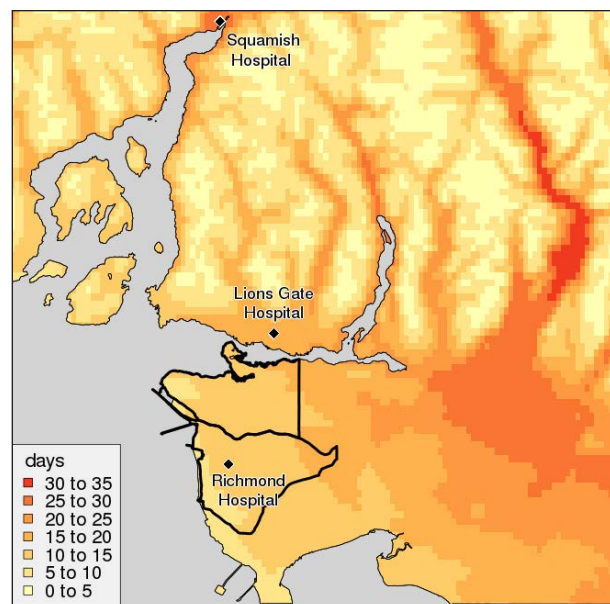 Squamish
Hospital
Lions Gate
Hospital
Richmond
Hospital
days
30 to 35
25 to 30
20 to 25
15 to 20
10 to 15
5 to 10
0 to 5